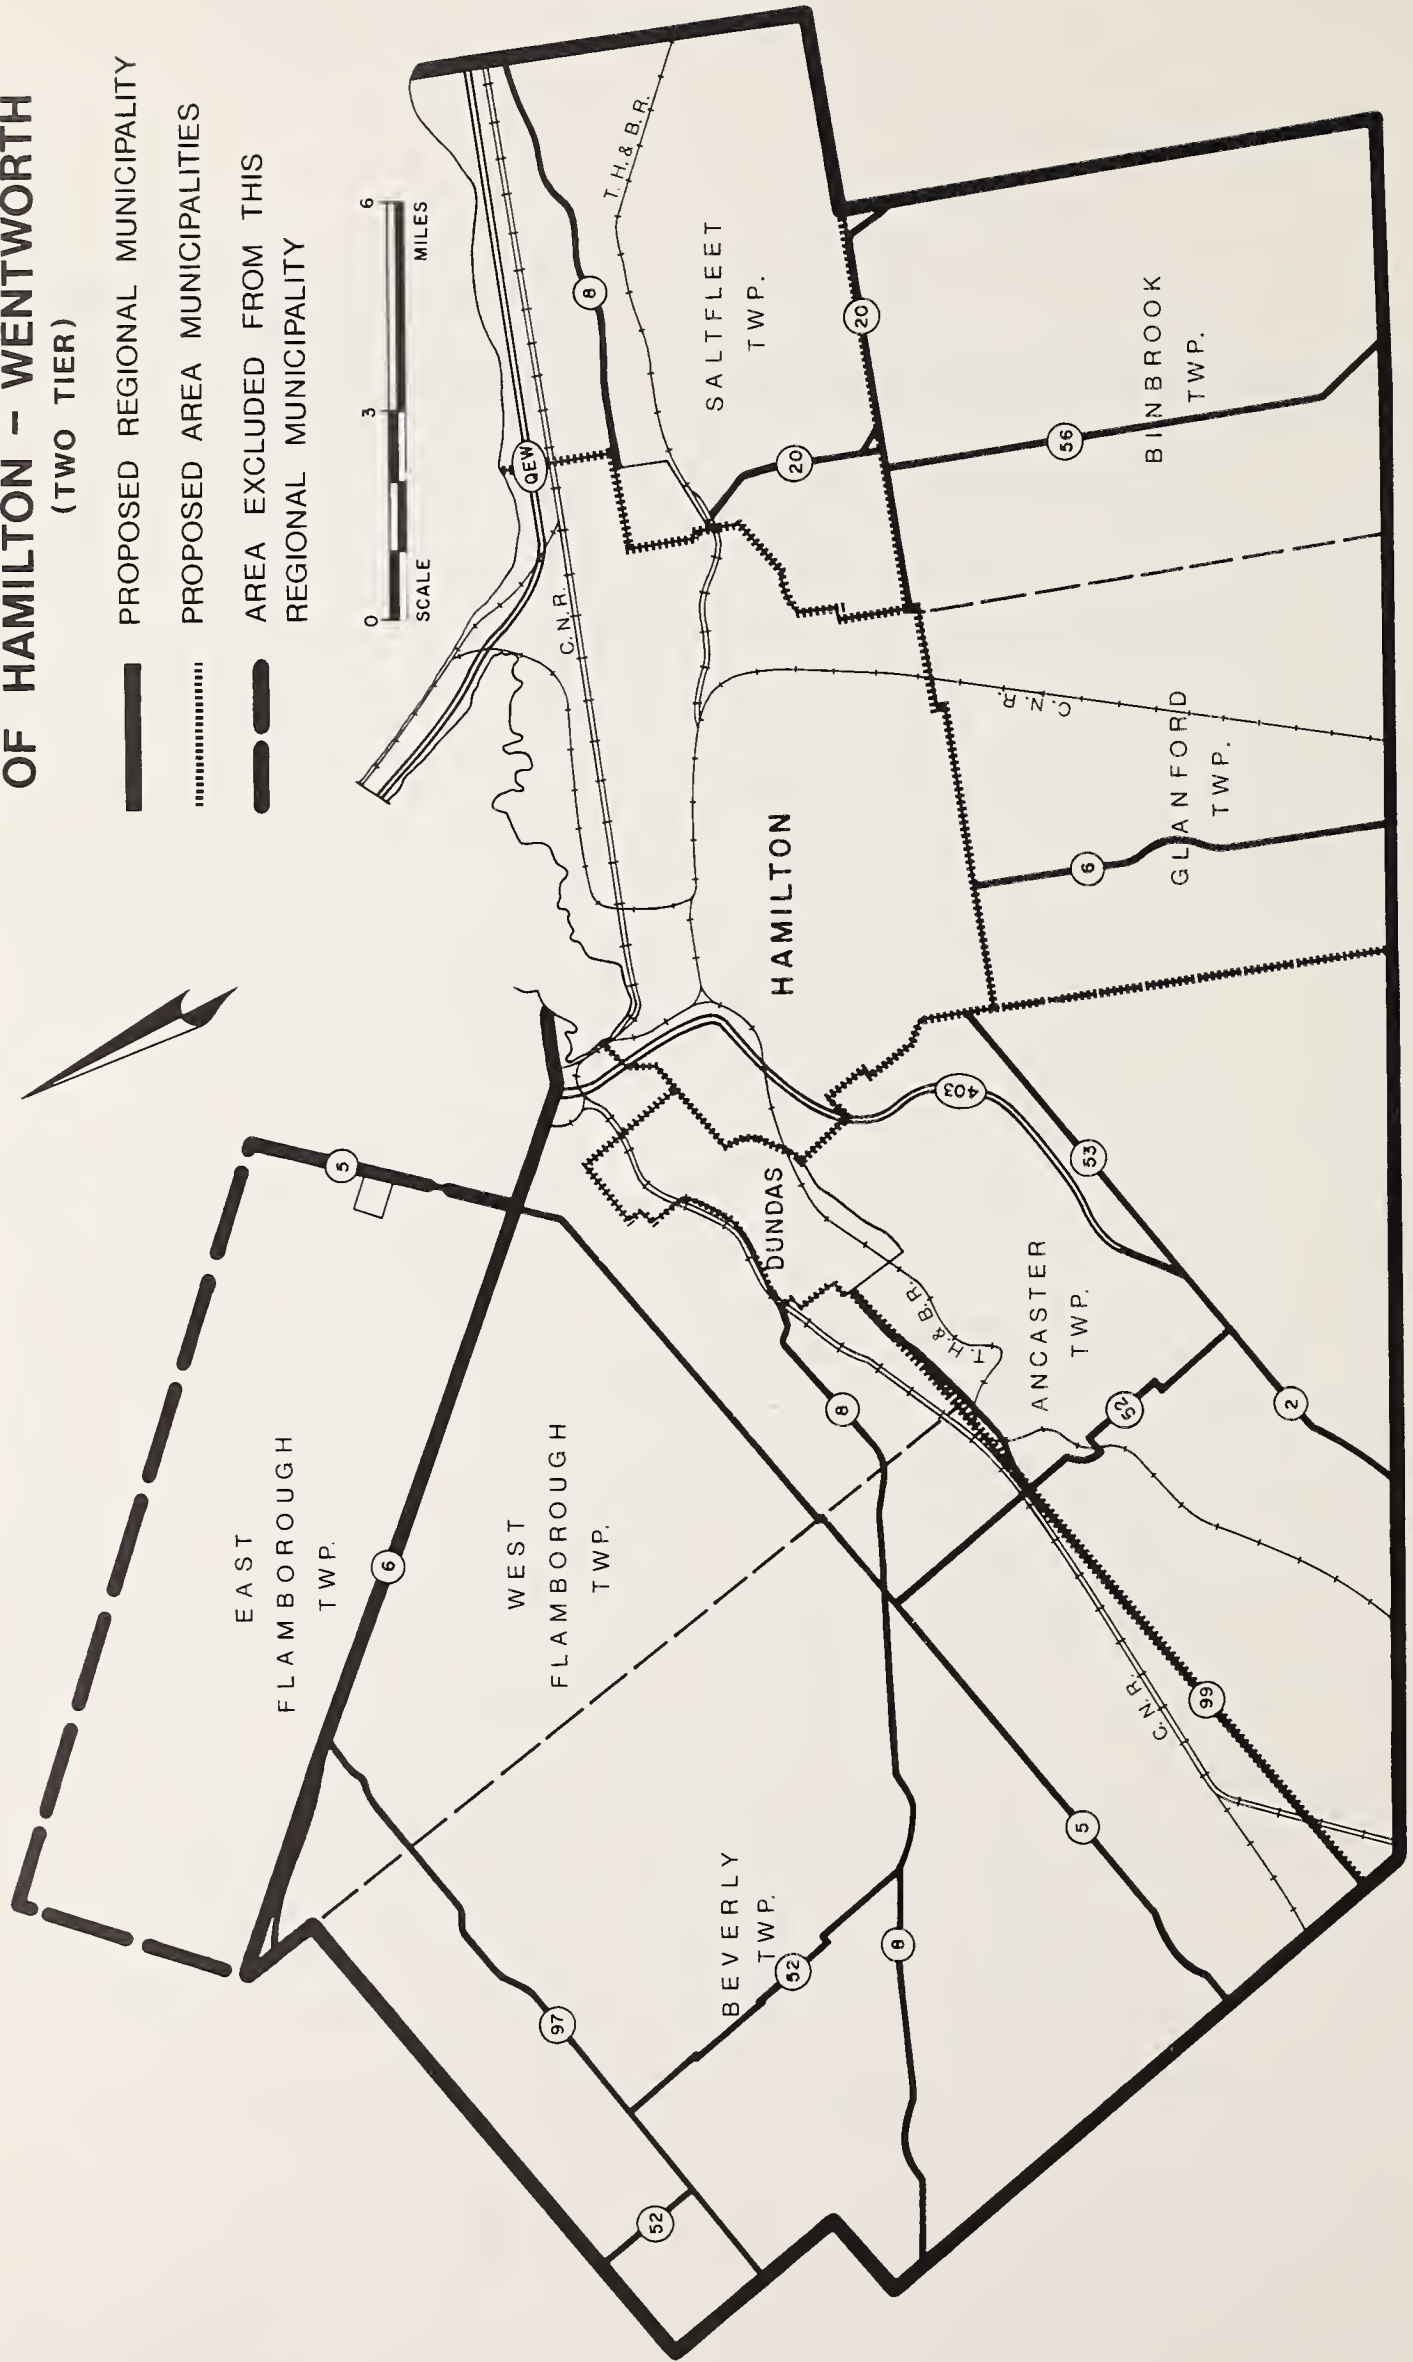 OF HAMILTON – WENTWORTH
(TWO TIER)
PROPOSED REGIONAL MUNICIPALITY
PROPOSED AREA MUNICIPALITIES
AREA EXCLUDED FROM THIS
REGIONAL MUNICIPALITY
0 3 6
SCALE MILES
EAST
FLAMBOROUGH
TWP.
5
6
WEST
FLAMBOROUGH
TWP.
97
52
BEVERLY
TWP.
52
8
8
5
99
C. N. R.
DUNDAS
T. H. & B. R.
ANCASTER
TWP.
52
2
53
403
HAMILTON
C. N. R.
QEW
8
T. H. & B. R.
SALTFLEET
TWP.
20
20
56
BINBROOK
TWP.
C. N. R.
GLANFORD
TWP.
6